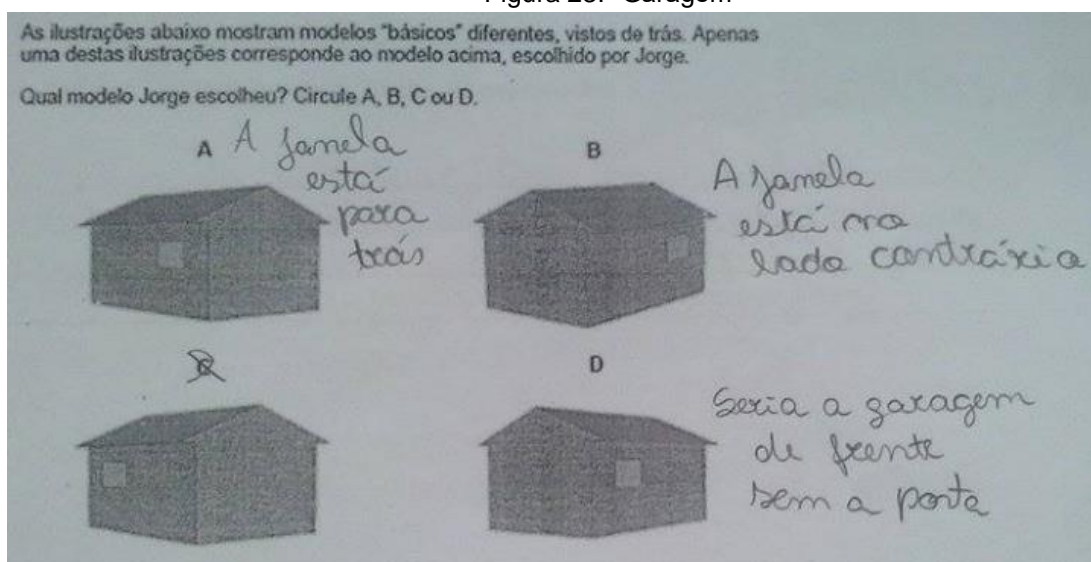 Figura 28: Garagem
As ilustrações abaixo mostram modelos "básicos" diferentes, vistos de trás. Apenas
uma destas ilustrações corresponde ao modelo acima, escolhido por Jorge.
Qual modelo Jorge escolheu? Circule A, B, C ou D.
A
A janela
está
para
trás
B
A janela
está no
lado contrário
C
D
Seria a garagem
de frente
sem a porta